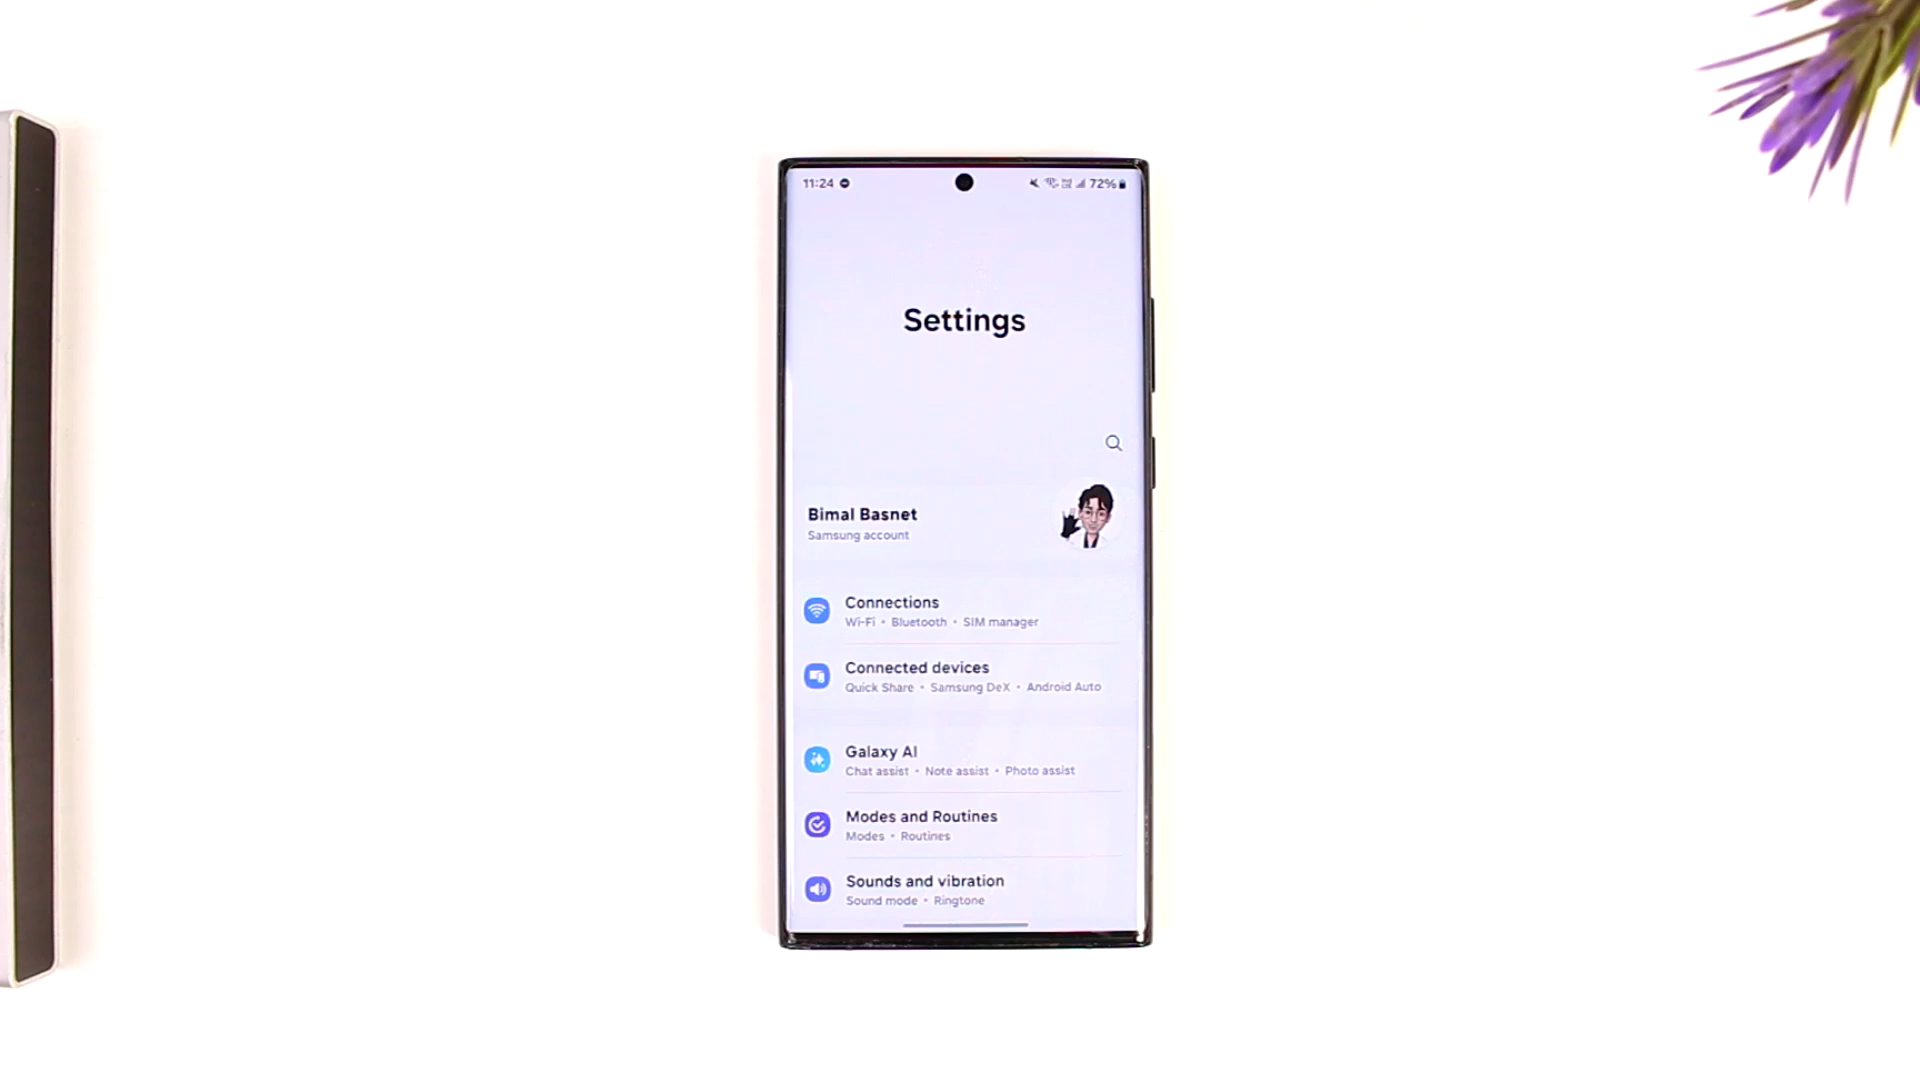 11:24 72%
Settings
Bimal Basnet
Samsung account
Connections
Wi-Fi • Bluetooth • SIM manager
Connected devices
Quick Share • Samsung DeX • Android Auto
Galaxy AI
Chat assist • Note assist • Photo assist
Modes and Routines
Modes • Routines
Sounds and vibration
Sound mode • Ringtone